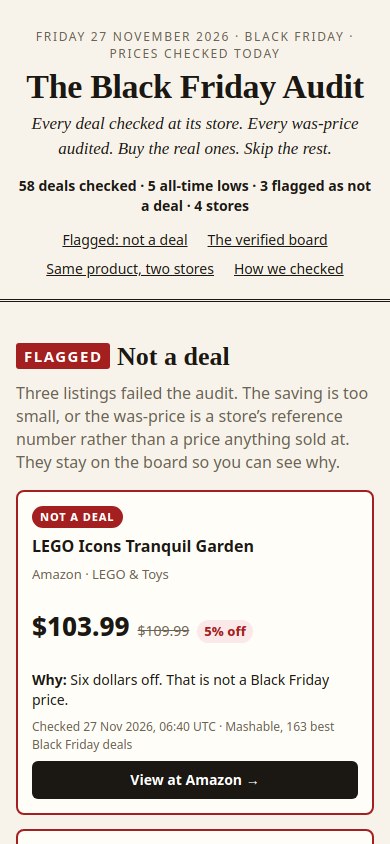 FRIDAY 27 NOVEMBER 2026 · BLACK FRIDAY ·
PRICES CHECKED TODAY
The Black Friday Audit
Every deal checked at its store. Every was-price
audited. Buy the real ones. Skip the rest.
58 deals checked · 5 all-time lows · 3 flagged as not
a deal · 4 stores
Flagged: not a deal The verified board
Same product, two stores How we checked
FLAGGED Not a deal
Three listings failed the audit. The saving is too
small, or the was-price is a store’s reference
number rather than a price anything sold at.
They stay on the board so you can see why.
NOT A DEAL
LEGO Icons Tranquil Garden
Amazon · LEGO & Toys
$103.99 $109.99 5% off
Why: Six dollars off. That is not a Black Friday
price.
Checked 27 Nov 2026, 06:40 UTC · Mashable, 163 best
Black Friday deals
View at Amazon →